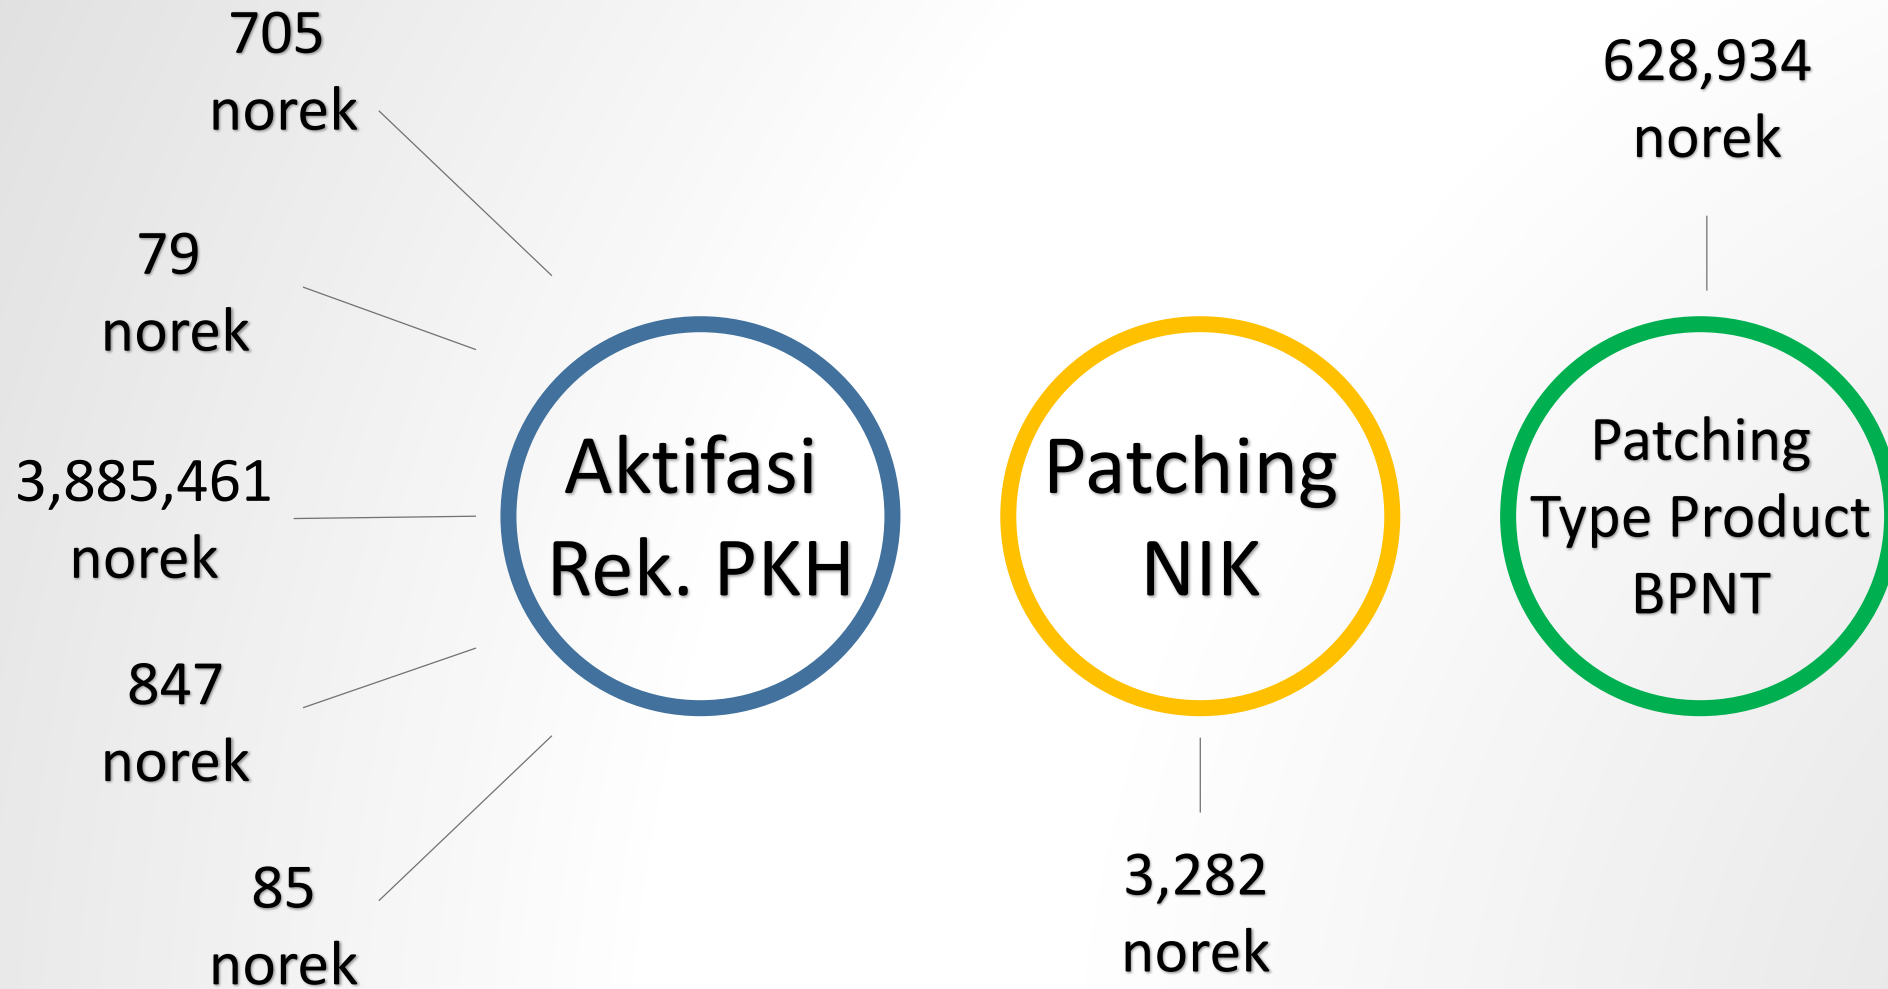 705
norek
79
norek
3,885,461
norek
847
norek
85
norek
Aktifasi
Rek. PKH
Patching
NIK
3,282
norek
628,934
norek
Patching
Type Product
BPNT